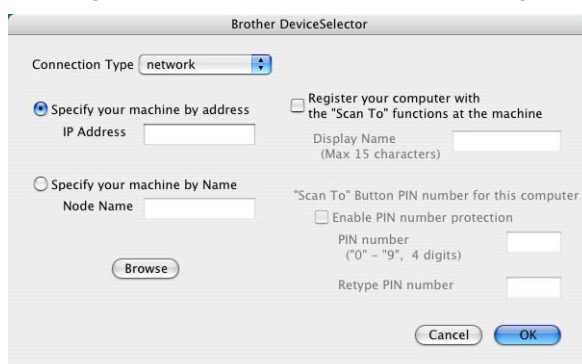 Brother DeviceSelector
Connection Type network
Specify your machine by address
IP Address
Specify your machine by Name
Node Name
Browse
Register your computer with
the "Scan To" functions at the machine
Display Name
(Max 15 characters)
"Scan To" Button PIN number for this computer
Enable PIN number protection
PIN number
("0" - "9", 4 digits)
Retype PIN number
Cancel OK